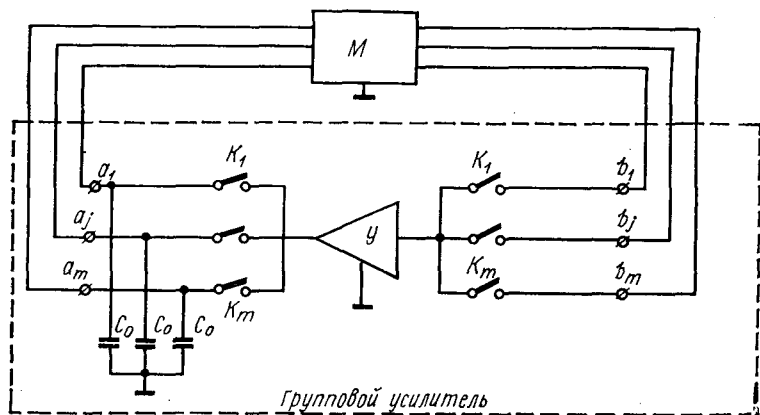 M
K₁
K₁
a₁
b₁
aⱼ
У
bⱼ
aₘ
Kₘ
Kₘ
bₘ
C₀ C₀ C₀
Групповой усилитель